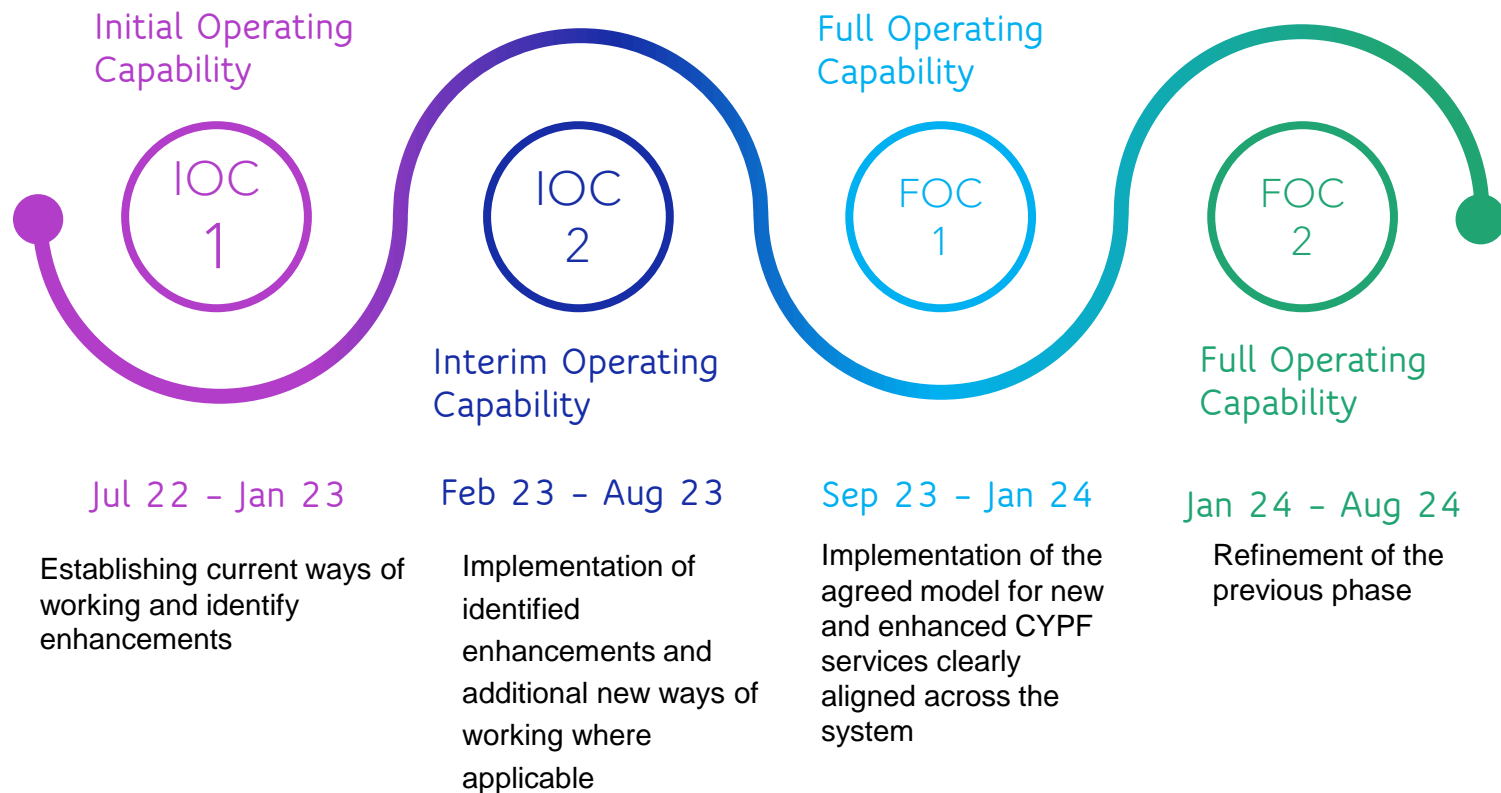 Initial Operating
Capability
IOC
1
Jul 22 – Jan 23
Establishing current ways of
working and identify
enhancements
IOC
2
Interim Operating
Capability
Feb 23 – Aug 23
Implementation of
identified
enhancements and
additional new ways of
working where
applicable
Full Operating
Capability
FOC
1
Sep 23 – Jan 24
Implementation of the
agreed model for new
and enhanced CYPF
services clearly
aligned across the
system
FOC
2
Full Operating
Capability
Jan 24 – Aug 24
Refinement of the
previous phase